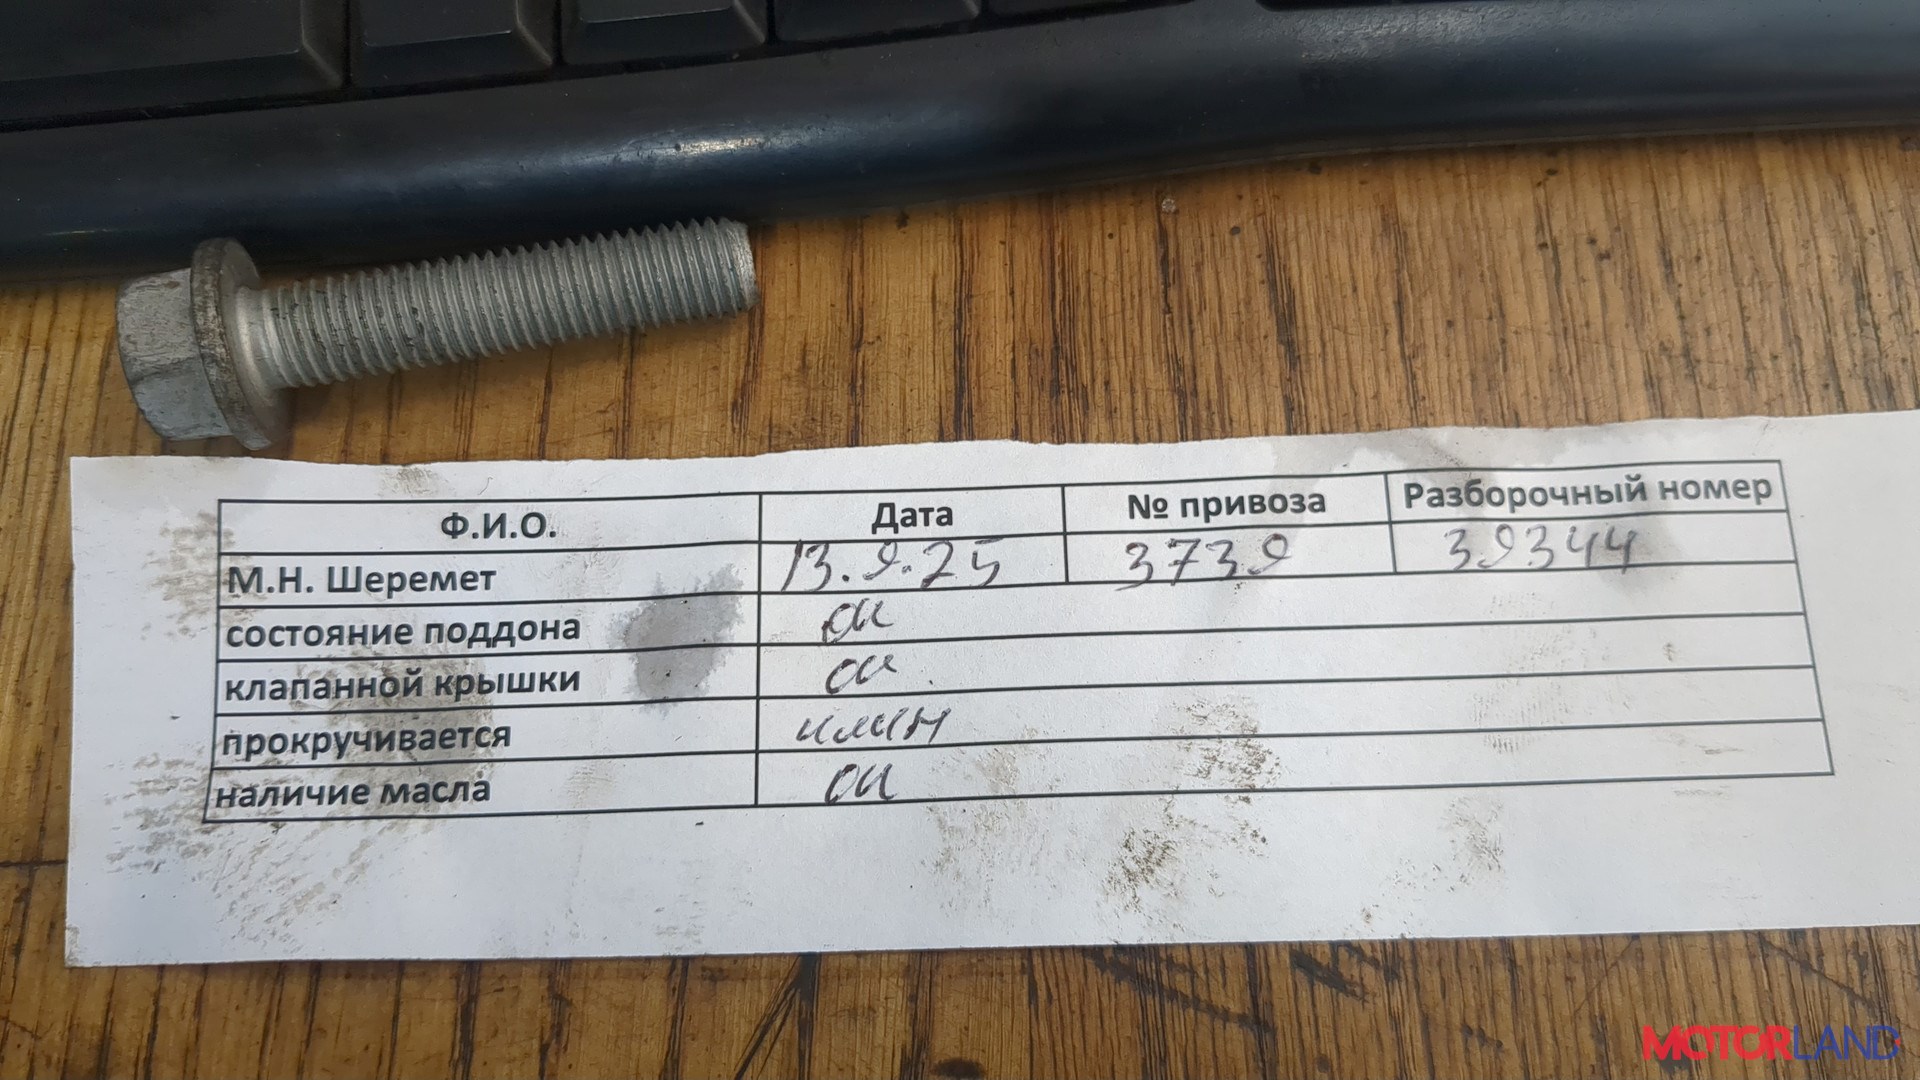 Ф.И.О. Дата № привоза Разборочный номер
М.Н. Шеремет 13.9.25 3739 39344
состояние поддона ок
клапанной крышки ок
прокручивается
наличие масла ок
MOTORLAND